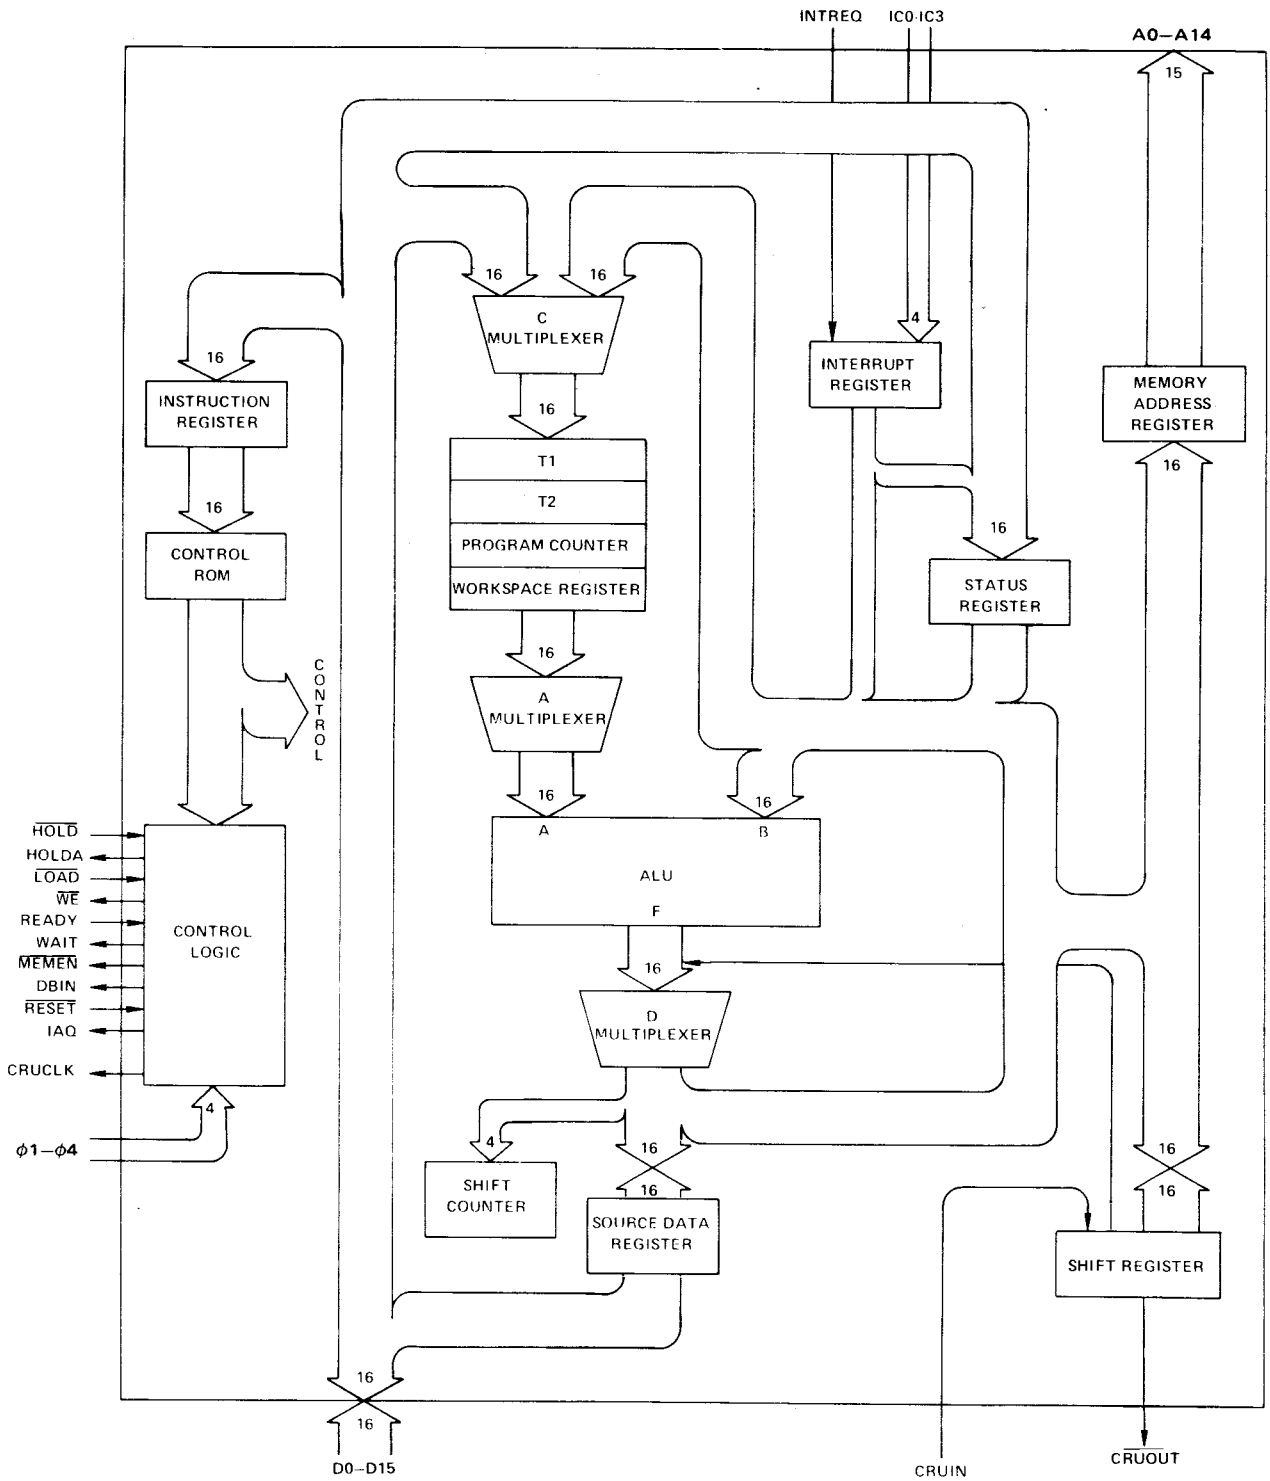 INTREQ
IC0-IC3
A0–A14
15
16
16
C
MULTIPLEXER
4
INTERRUPT
REGISTER
MEMORY
ADDRESS
REGISTER
16
16
INSTRUCTION
REGISTER
16
T1
T2
PROGRAM COUNTER
WORKSPACE REGISTER
16
CONTROL
ROM
16
STATUS
REGISTER
16
CONTROL
A
MULTIPLEXER
16
16
A
B
ALU
F
HOLD
HOLDA
LOAD
WE
READY
WAIT
MEMEN
DBIN
RESET
IAQ
CRUCLK
CONTROL
LOGIC
16
D
MULTIPLEXER
4
ϕ1–ϕ4
4
SHIFT
COUNTER
16
16
SOURCE DATA
REGISTER
16
16
SHIFT REGISTER
16
16
D0–D15
CRUIN
CRUOUT